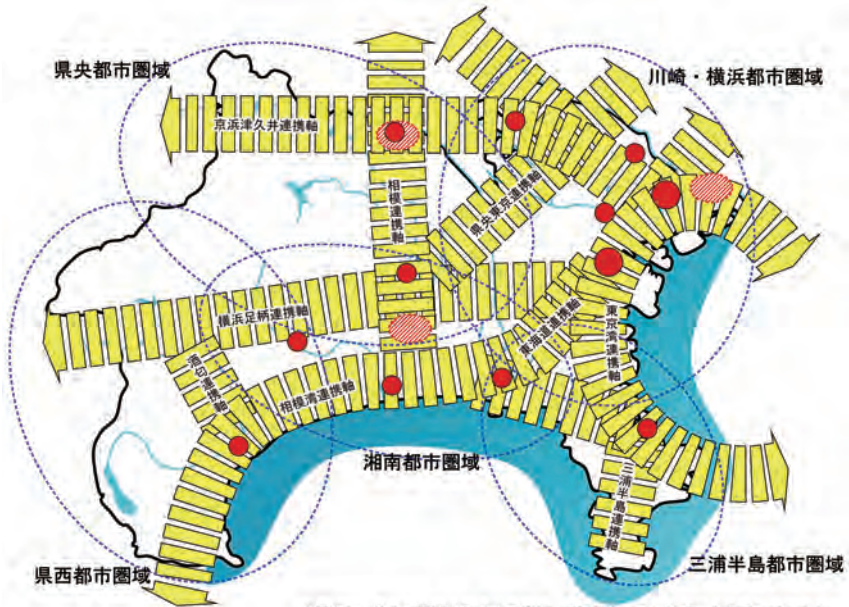 県央都市圏域
川崎・横浜都市圏域
京浜津久井連携軸
相模連携軸
県央東京連携軸
横浜足柄連携軸
東海道連携軸
東京湾連携軸
酒匂連携軸
相模湾連携軸
湘南都市圏域
三浦半島連携軸
県西都市圏域
三浦半島都市圏域